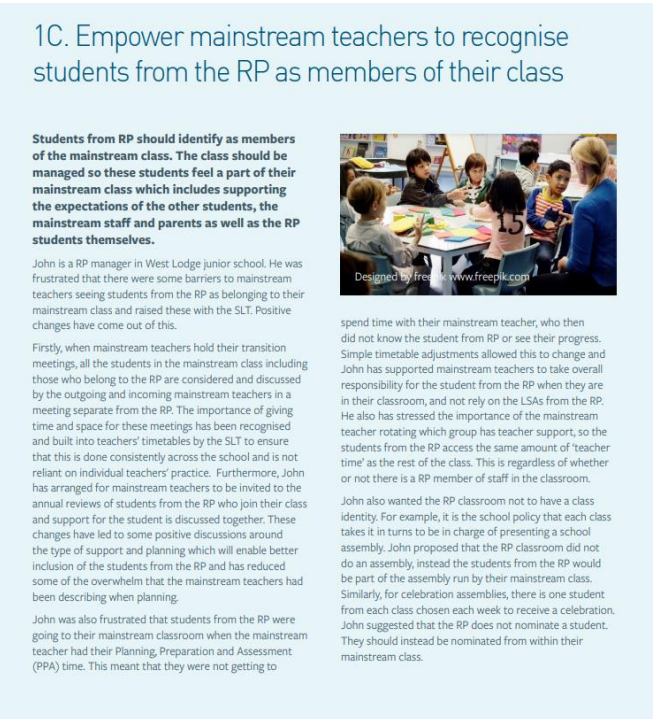 1C. Empower mainstream teachers to recognise
students from the RP as members of their class
Students from RP should identify as members
of the mainstream class. The class should be
managed so these students feel a part of their
mainstream class which includes supporting
the expectations of the other students, the
mainstream staff and parents as well as the RP
students themselves.
John is a RP manager in West Lodge junior school. He was
frustrated that there were some barriers to mainstream
teachers seeing students from the RP as belonging to their
mainstream class and raised these with the SLT. Positive
changes have come out of this.
Firstly, when mainstream teachers hold their transition
meetings, all the students in the mainstream class including
those who belong to the RP are considered and discussed
by the outgoing and incoming mainstream teachers in a
meeting separate from the RP. The importance of giving
time and space for these meetings has been recognised
and built into teachers' timetables by the SLT to ensure
that this is done consistently across the school and is not
reliant on individual teachers' practice. Furthermore, John
has arranged for mainstream teachers to be invited to the
annual reviews of students from the RP who join their class
and support for the student is discussed together. These
changes have led to some positive discussions around
the type of support and planning which will enable better
inclusion of the students from the RP and has reduced
some of the overwhelm that the mainstream teachers had
been describing when planning.
John was also frustrated that students from the RP were
going to their mainstream classroom when the mainstream
teacher had their Planning, Preparation and Assessment
(PPA) time. This meant that they were not getting to
15
Designed by freepik www.freepik.com
spend time with their mainstream teacher, who then
did not know the student from RP or see their progress.
Simple timetable adjustments allowed this to change and
John has supported mainstream teachers to take overall
responsibility for the student from the RP when they are
in their classroom, and not rely on the LSAs from the RP.
He also has stressed the importance of the mainstream
teacher rotating which group has teacher support, so the
students from the RP access the same amount of 'teacher
time' as the rest of the class. This is regardless of whether
or not there is a RP member of staff in the classroom.
John also wanted the RP classroom not to have a class
identity. For example, it is the school policy that each class
takes it in turns to be in charge of presenting a school
assembly. John proposed that the RP classroom did not
do an assembly, instead the students from the RP would
be part of the assembly run by their mainstream class.
Similarly, for celebration assemblies, there is one student
from each class chosen each week to receive a celebration.
John suggested that the RP does not nominate a student.
They should instead be nominated from within their
mainstream class.